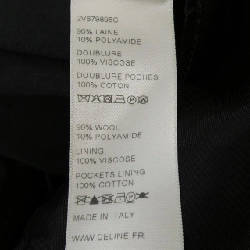 90% LAINE
10% POLYAMIDE
DOUBLURE
100% VISCOSE
DOUBLURE POCHES
100% COTON
90% WOOL
10% POLYAMIDE
LINING
100% VISCOSE
POCKETS LINING
100% COTTON
MADE IN ITALY
WWW.CELINE.FR